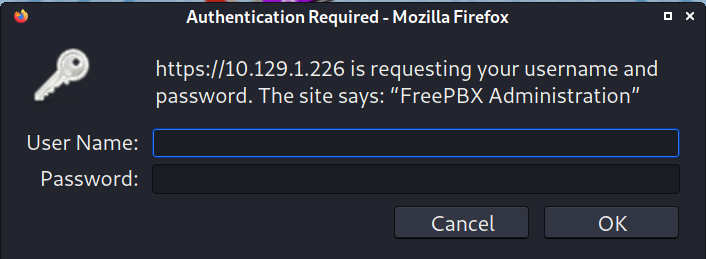 Authentication Required - Mozilla Firefox
https://10.129.1.226 is requesting your username and
password. The site says: “FreePBX Administration”
User Name:
Password:
Cancel OK